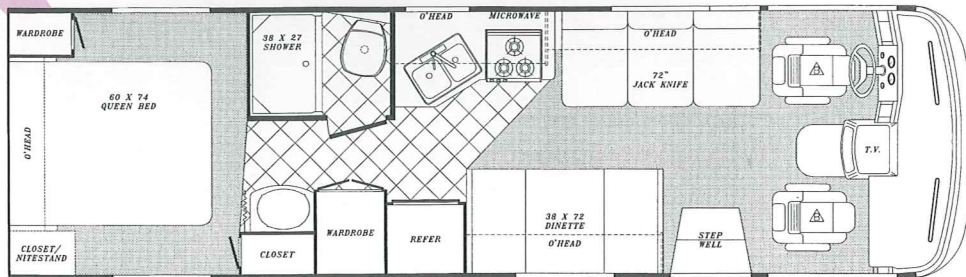 WARDROBE
60 X 74
QUEEN BED
O'HEAD
CLOSET/
NITESTAND
38 X 27
SHOWER
O'HEAD
MICROWAVE
O'HEAD
72"
JACK KNIFE
T.V.
CLOSET
WARDROBE
REFER
38 X 72
DINETTE
O'HEAD
STEP
WELL